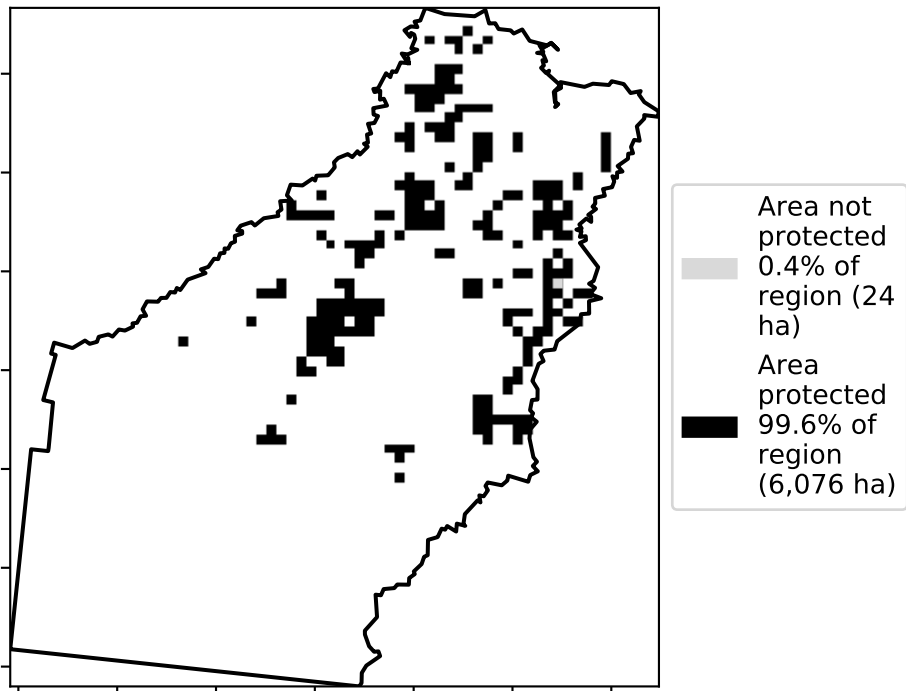 Area not
protected
0.4% of
region (24
ha)
Area
protected
99.6% of
region
(6,076 ha)